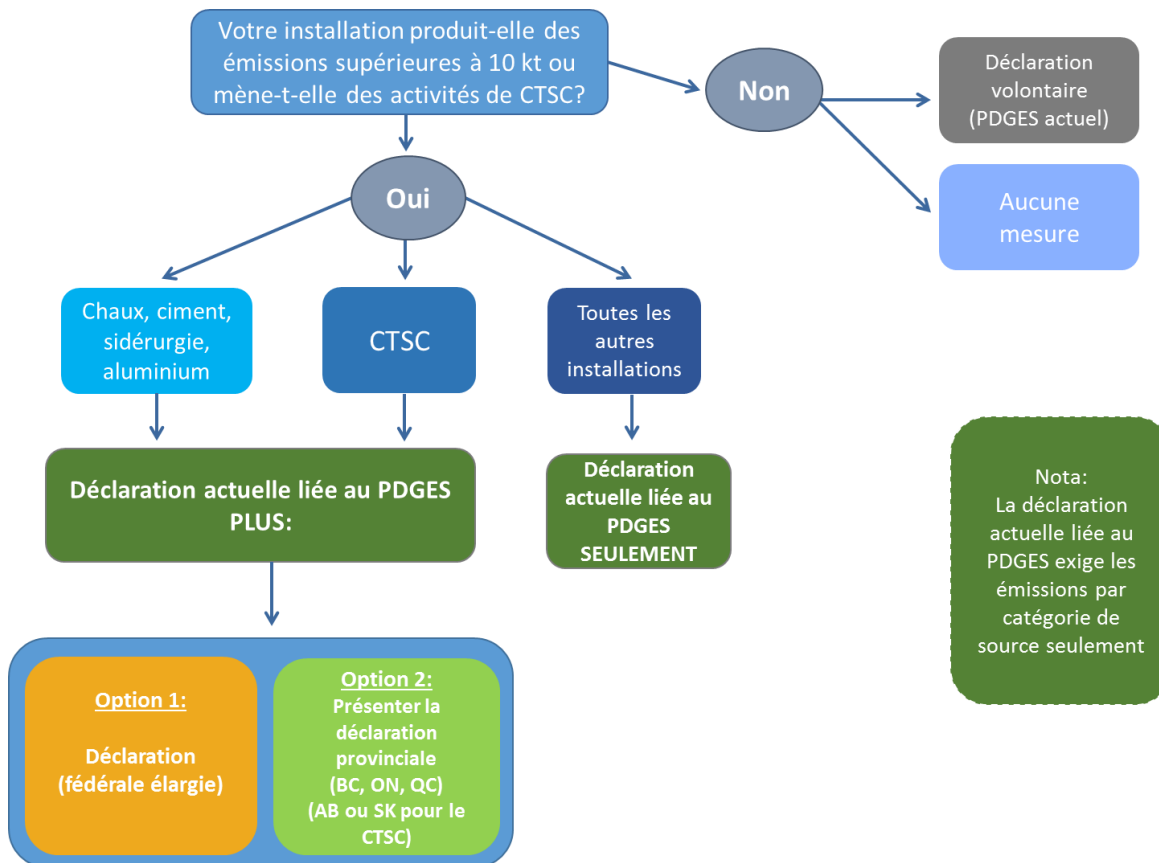 Votre installation produit-elle des
émissions supérieures à 10 kt ou
mène-t-elle des activités de CTSC?
Non
Déclaration
volontaire
(PDGES actuel)
Aucune
mesure
Oui
Chaux, ciment,
sidérurgie,
aluminium
CTSC
Toutes les
autres
installations
Déclaration actuelle liée au PDGES
PLUS:
Déclaration
actuelle liée au
PDGES
SEULEMENT
Nota:
La déclaration
actuelle liée au
PDGES exige les
émissions par
catégorie de
source seulement
Option 1:
Déclaration
(fédérale élargie)
Option 2:
Présenter la
déclaration
provinciale
(BC, ON, QC)
(AB ou SK pour le
CTSC)